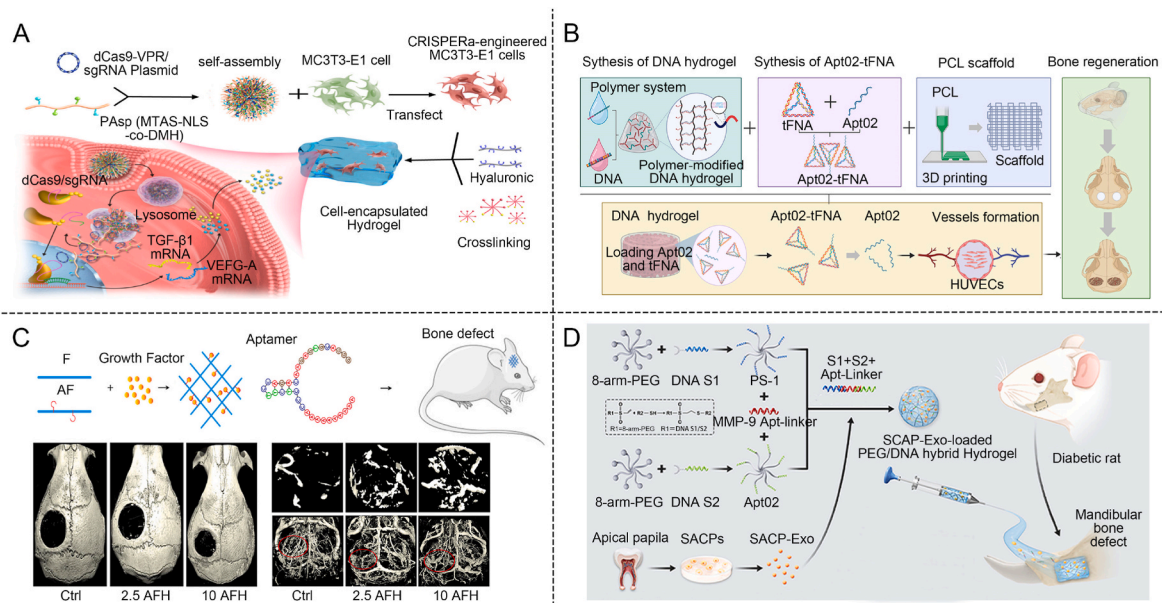 A
dCas9-VPR/
sgRNA Plasmid
self-assembly
MC3T3-E1 cell
CRISPERa-engineered
MC3T3-E1 cells
PAsp (MTAS-NLS
-co-DMH)
Transfect
dCas9/sgRNA
Lysosome
TGF-β1
mRNA
VEFG-A
mRNA
Cell-encapsulated
Hydrogel
Hyaluronic
Crosslinking
B
Sythesis of DNA hydrogel
Sythesis of Apt02-tFNA
PCL scaffold
Bone regeneration
Polymer system
DNA
Polymer-modified
DNA hydrogel
+
tFNA
+
Apt02
Apt02-tFNA
+
PCL
Scaffold
3D printing
DNA hydrogel
Apt02-tFNA
Apt02
Vessels formation
Loading Apt02
and tFNA
HUVECs
C
F
AF
+
Growth Factor
Aptamer
Bone defect
Ctrl
2.5 AFH
10 AFH
Ctrl
2.5 AFH
10 AFH
D
8-arm-PEG
+
DNA S1
PS-1
+
R1=8-arm-PEG
R1=DNA S1/S2
MMP-9 Apt-linker
+
8-arm-PEG
+
DNA S2
Apt02
S1+S2+
Apt-Linker
SCAP-Exo-loaded
PEG/DNA hybrid Hydrogel
Diabetic rat
Mandibular
bone
defect
Apical papila
SACPs
SACP-Exo